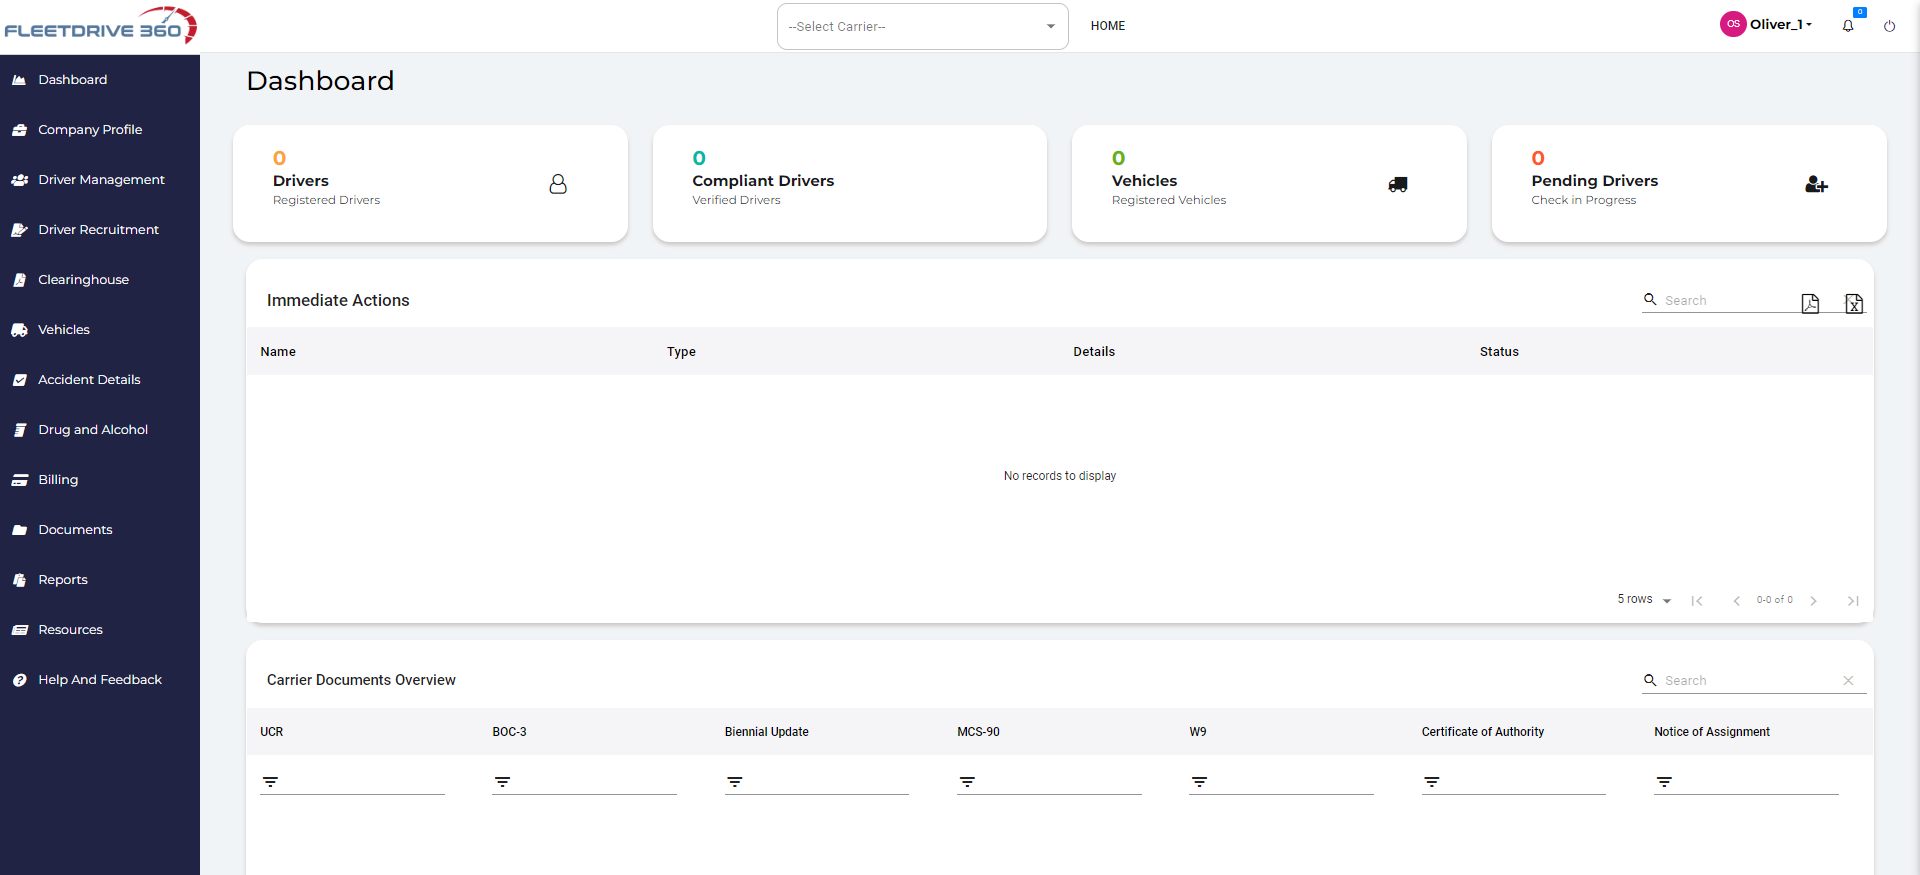 FLEETDRIVE 360
--Select Carrier--
HOME
OS Oliver_1
0
Dashboard
Company Profile
Driver Management
Driver Recruitment
Clearinghouse
Vehicles
Accident Details
Drug and Alcohol
Billing
Documents
Reports
Resources
Help And Feedback
Dashboard
0
Drivers
Registered Drivers
0
Compliant Drivers
Verified Drivers
0
Vehicles
Registered Vehicles
0
Pending Drivers
Check in Progress
Immediate Actions
Search
Name Type Details Status
No records to display
5 rows 0-0 of 0
Carrier Documents Overview
Search
UCR BOC-3 Biennial Update MCS-90 W9 Certificate of Authority Notice of Assignment